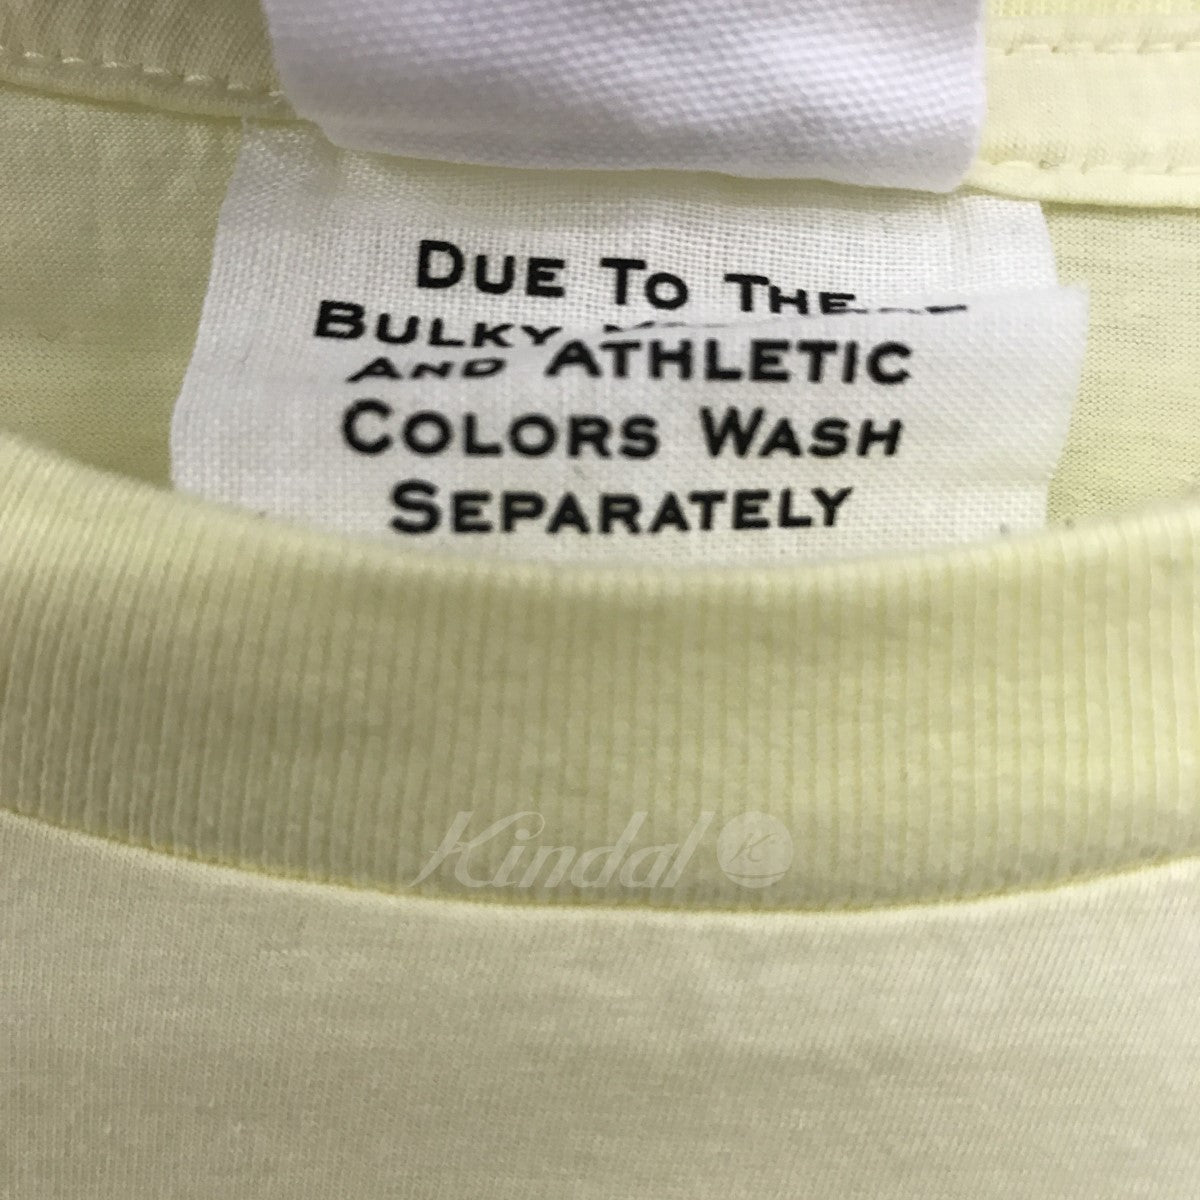 DUE TO THE
BULKY
AND ATHLETIC
COLORS WASH
SEPARATELY
Kindal K